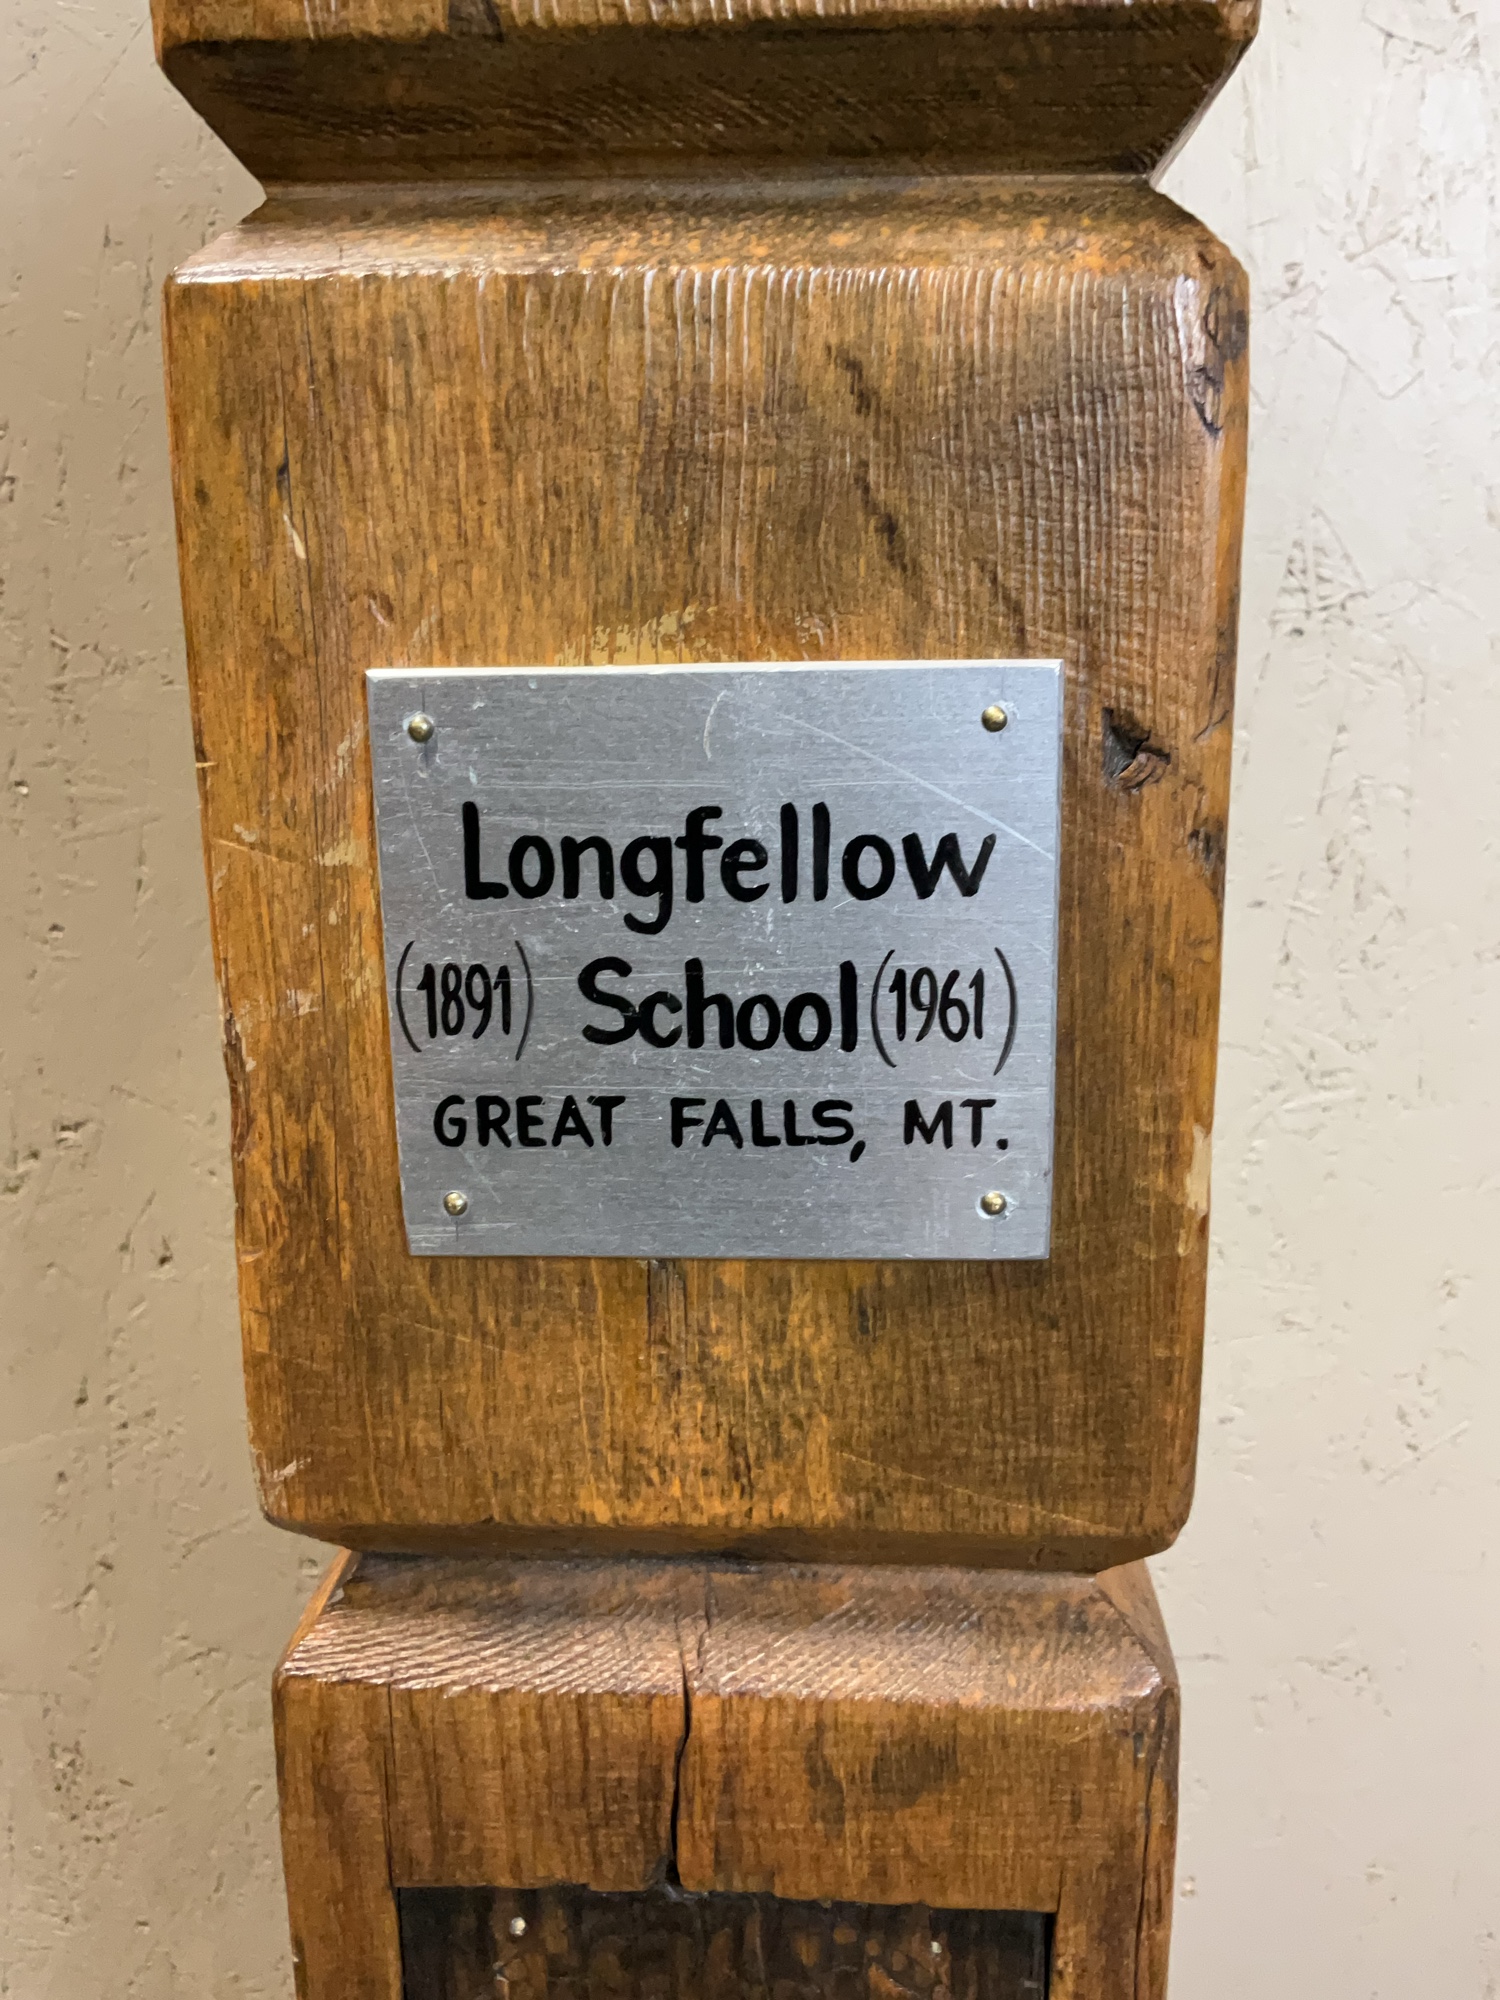 Longfellow
(1891) School (1961)
GREAT FALLS, MT.